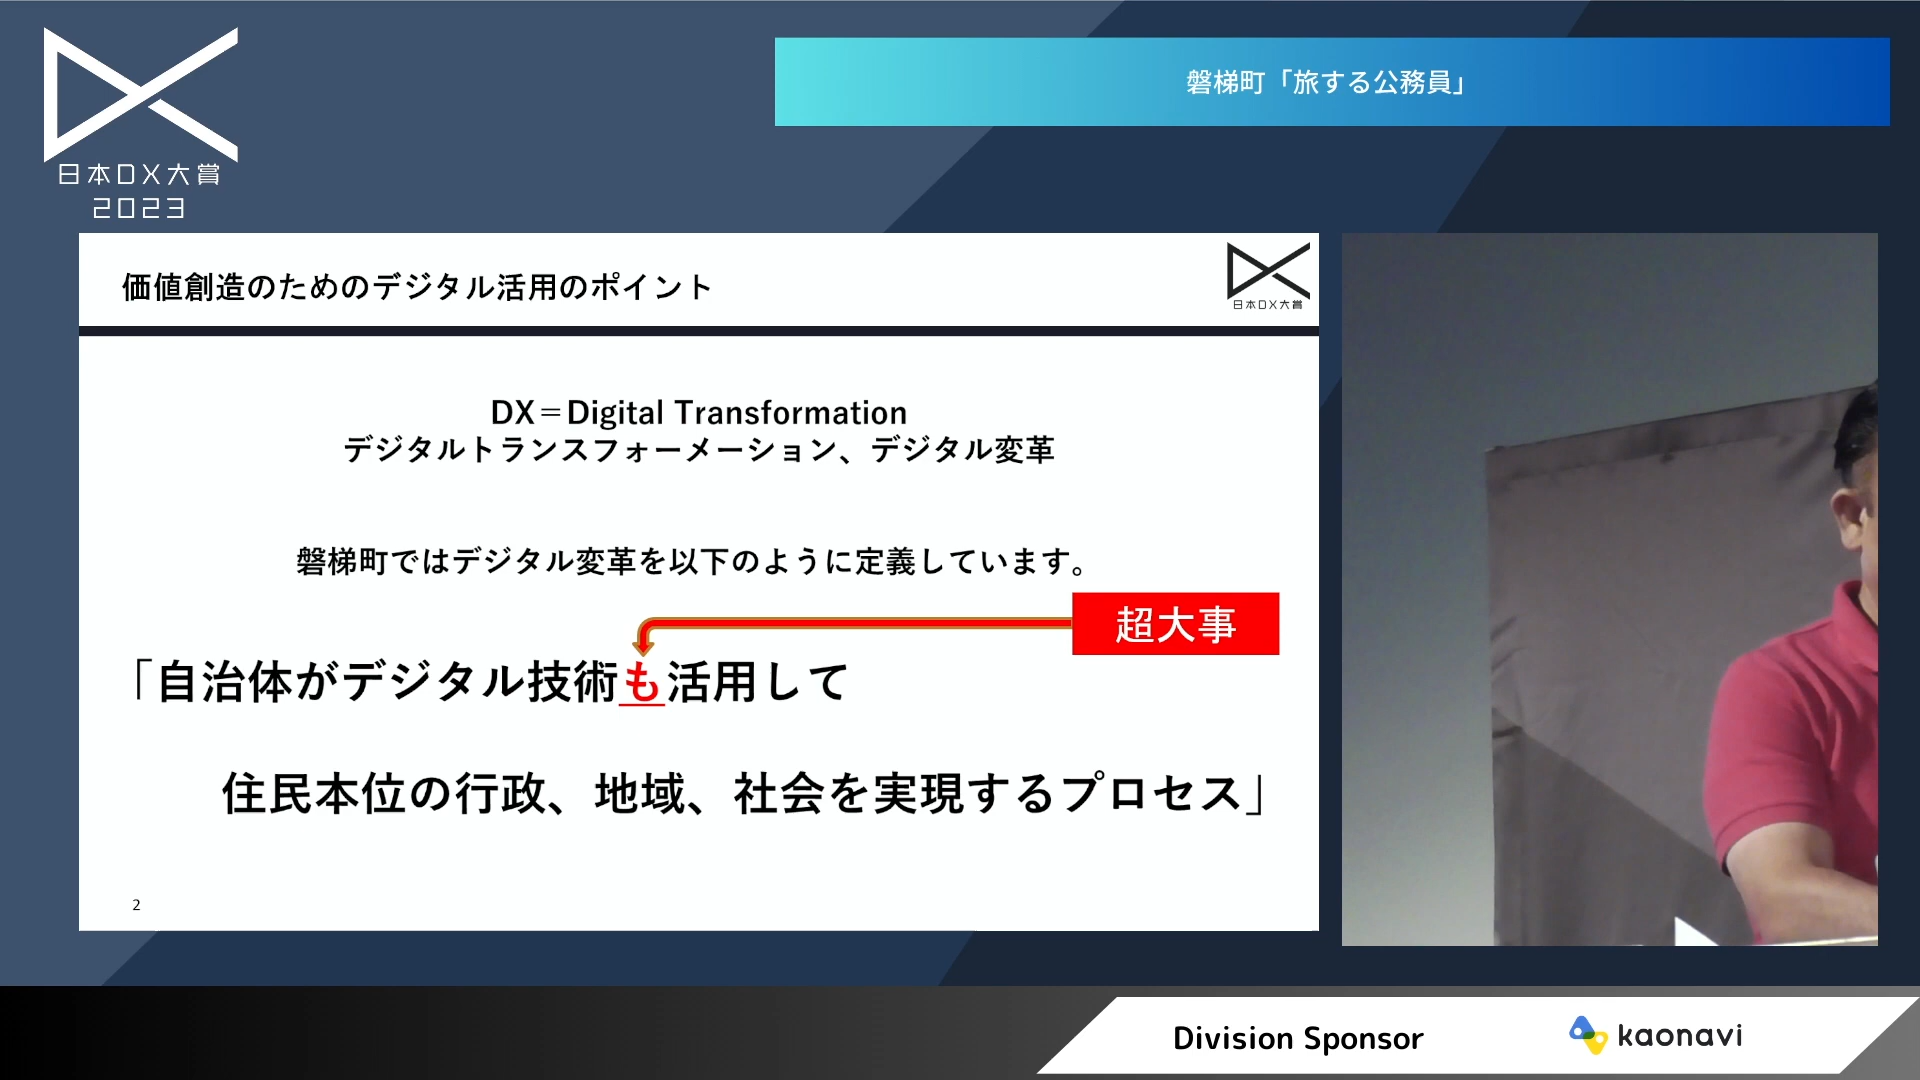 日本DX大賞
2023
磐梯町「旅する公務員」
価値創造のためのデジタル活用のポイント
日本DX大賞
DX＝Digital Transformation
デジタルトランスフォーメーション、デジタル変革
磐梯町ではデジタル変革を以下のように定義しています。
超大事
「自治体がデジタル技術も活用して
住民本位の行政、地域、社会を実現するプロセス」
2
Division Sponsor
kaonavi